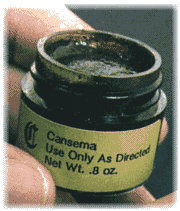 Cansema
Use Only As Directed
Net Wt. .8 oz.